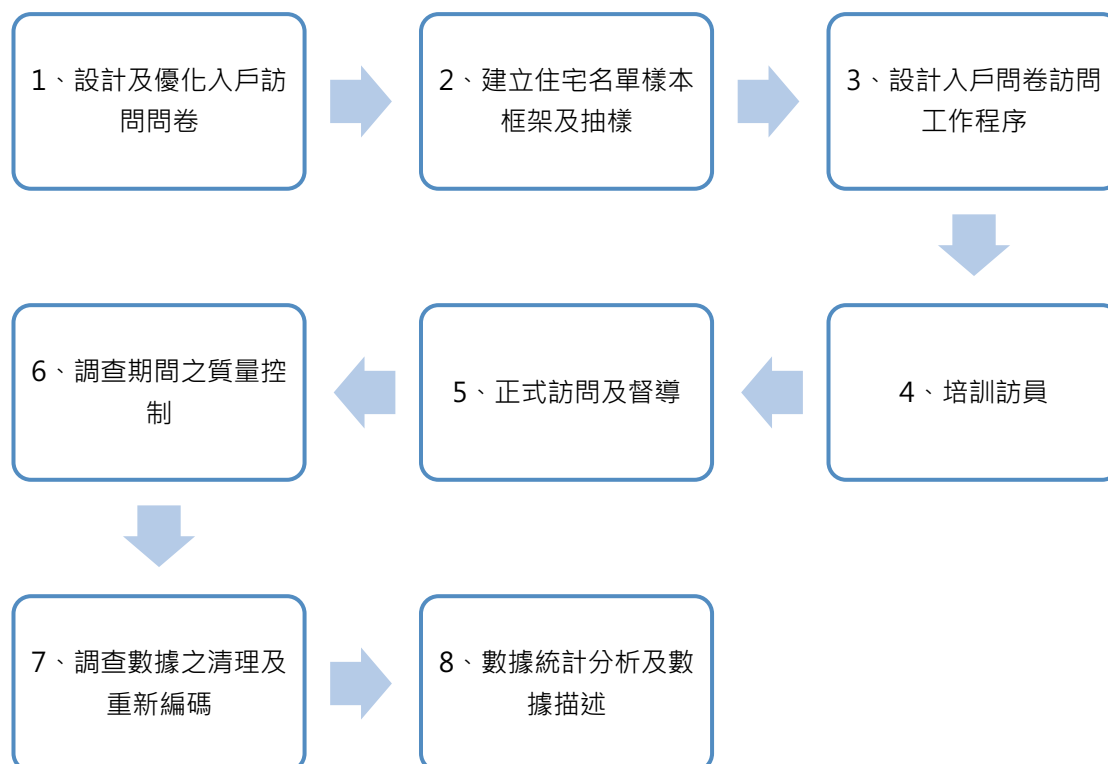 1、設計及優化入戶訪
問問卷
2、建立住宅名單樣本
框架及抽樣
3、設計入戶問卷訪問
工作程序
4、培訓訪員
5、正式訪問及督導
6、調查期間之質量控
制
7、調查數據之清理及
重新編碼
8、數據統計分析及數
據描述